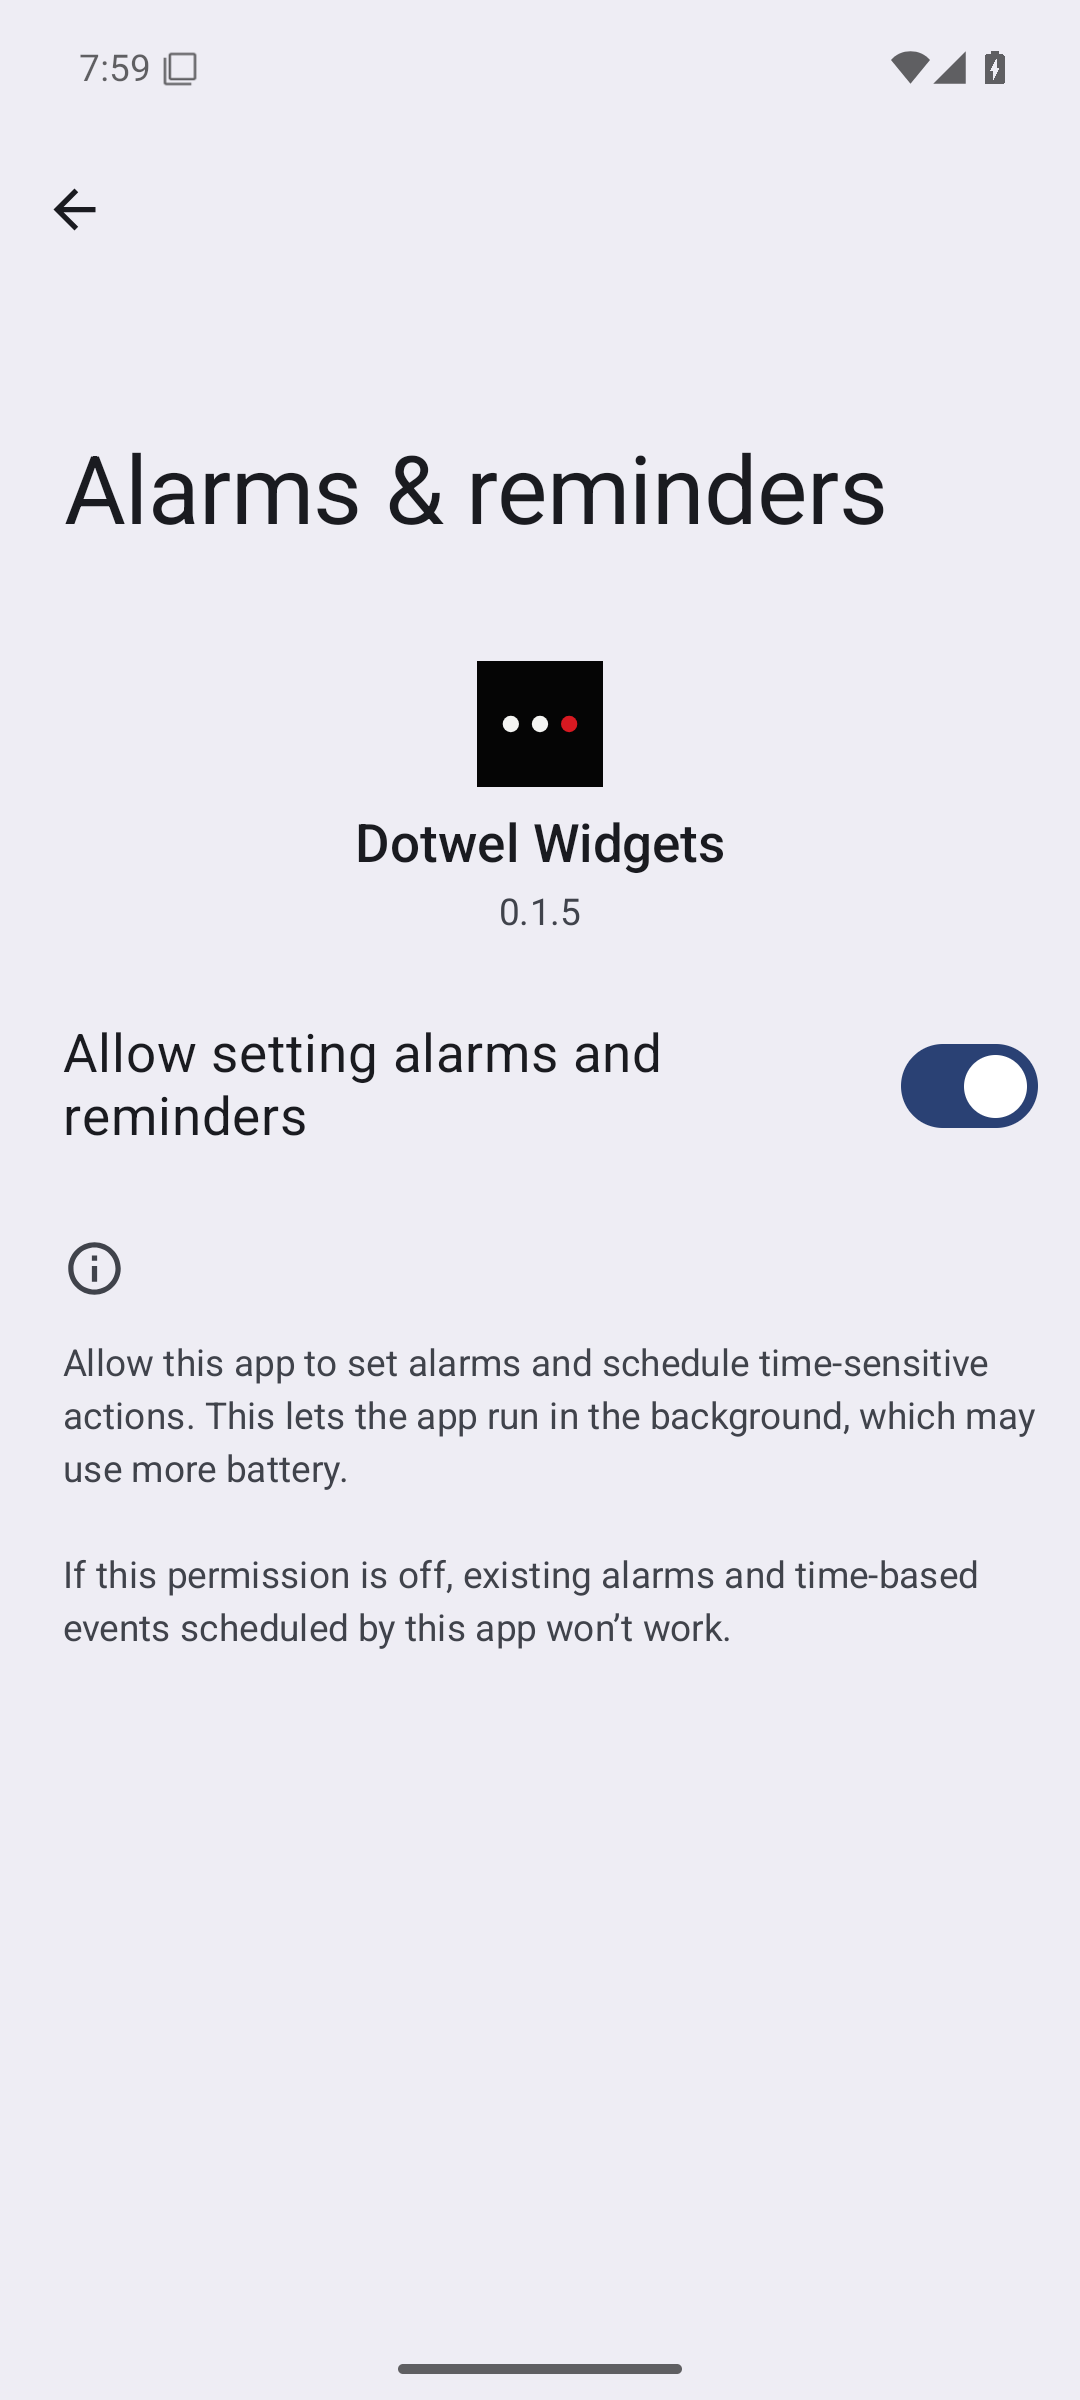 7:59
Alarms & reminders
Dotwel Widgets
0.1.5
Allow setting alarms and
reminders
Allow this app to set alarms and schedule time-sensitive
actions. This lets the app run in the background, which may
use more battery.
If this permission is off, existing alarms and time-based
events scheduled by this app won’t work.